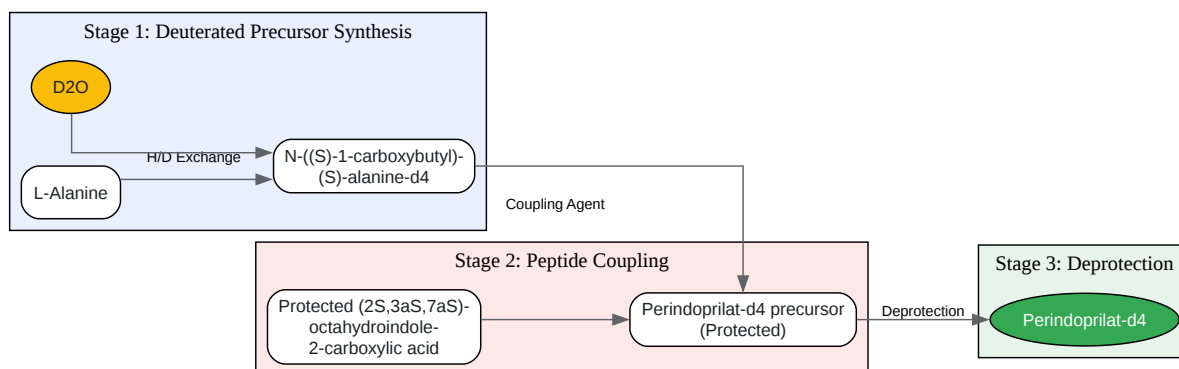 Stage 1: Deuterated Precursor Synthesis
D2O
H/D Exchange
L-Alanine
N-((S)-1-carboxybutyl)-
(S)-alanine-d4
Coupling Agent
Stage 2: Peptide Coupling
Protected (2S,3aS,7aS)-
octahydroindole-
2-carboxylic acid
Perindoprilat-d4 precursor
(Protected)
Deprotection
Stage 3: Deprotection
Perindoprilat-d4